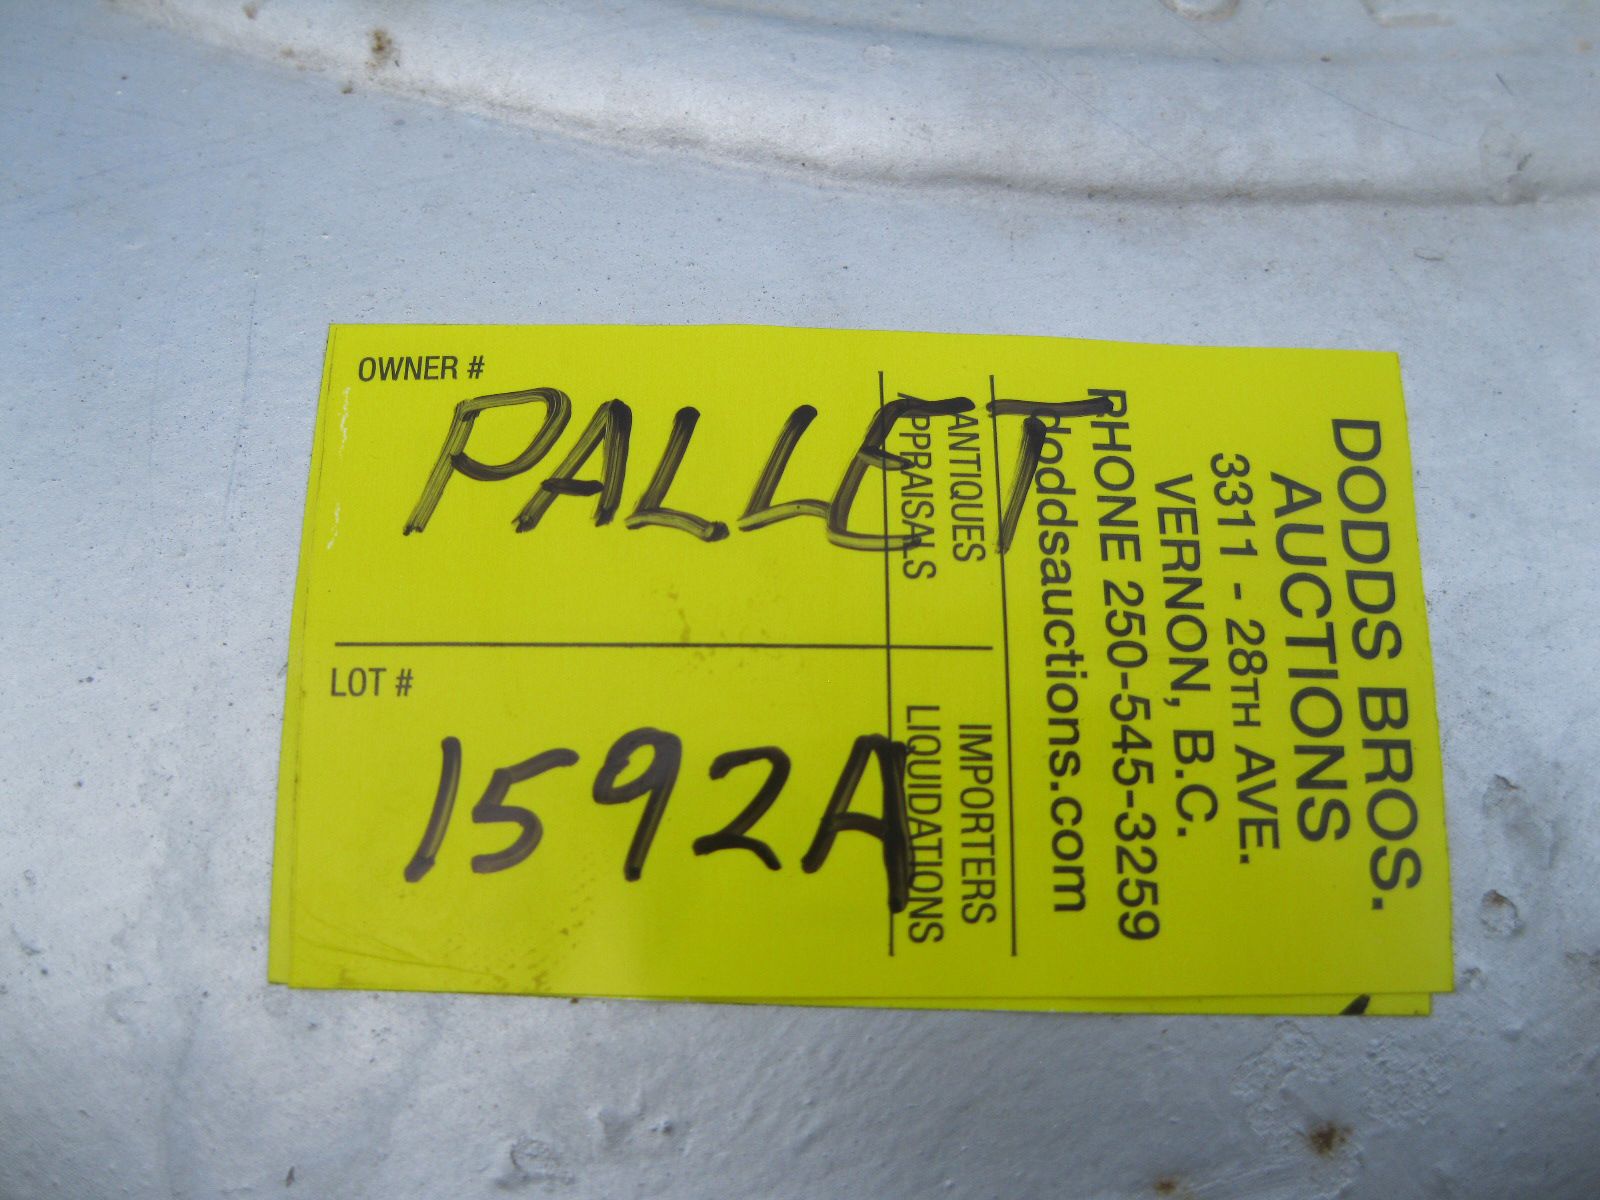 OWNER #
PALLET
LOT #
1592A
DODDS BROS.
AUCTIONS
3311 - 28TH AVE.
VERNON, B.C.
PHONE 250-545-3259
doddsauctions.com
ANTIQUES
APPRAISALS
IMPORTERS
LIQUIDATIONS